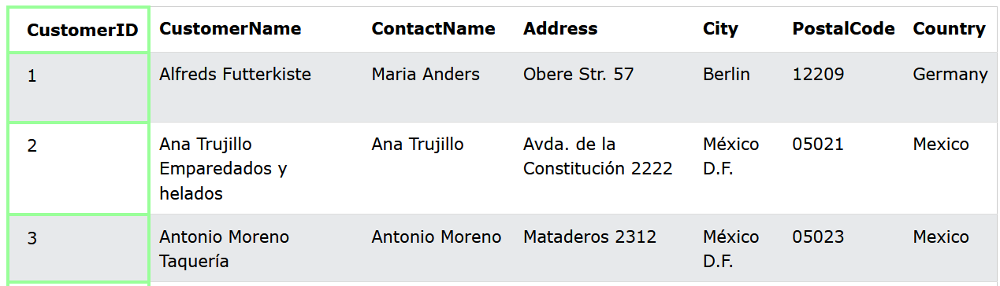 CustomerID CustomerName ContactName Address City PostalCode Country
1 Alfreds Futterkiste Maria Anders Obere Str. 57 Berlin 12209 Germany
2 Ana Trujillo Ana Trujillo Avda. de la México 05021 Mexico
Emparedados y Constitución 2222 D.F.
helados
3 Antonio Moreno Antonio Moreno Mataderos 2312 México 05023 Mexico
Taquería D.F.